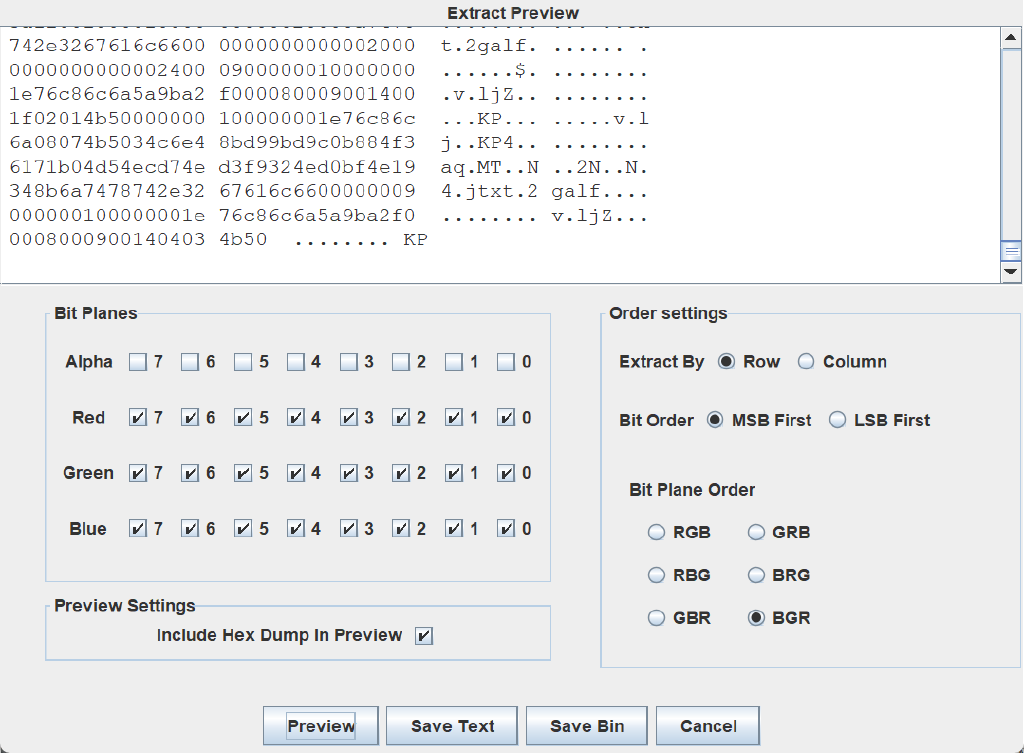 Extract Preview
742e3267616c6600 0000000000002000 t.2galf. ...... .
0000000000002400 0900000010000000 ......$. ........
1e76c86c6a5a9ba2 f000080009001400 .v.ljZ.. ........
1f02014b50000000 100000001e76c86c ...KP... .....v.l
6a08074b5034c6e4 8bd99bd9c0b884f3 j..KP4.. ........
6171b04d54ecd74e d3f9324ed0bf4e19 aq.MT..N ..2N..N.
348b6a7478742e32 67616c6600000009 4.jtxt.2 galf....
000000100000001e 76c86c6a5a9ba2f0 ........ v.ljZ...
0008000900140403 4b50 ........ KP
Bit Planes
Alpha 7 6 5 4 3 2 1 0
Red 7 6 5 4 3 2 1 0
Green 7 6 5 4 3 2 1 0
Blue 7 6 5 4 3 2 1 0
Preview Settings
Include Hex Dump In Preview
Order settings
Extract By Row Column
Bit Order MSB First LSB First
Bit Plane Order
RGB GRB
RBG BRG
GBR BGR
Preview Save Text Save Bin Cancel